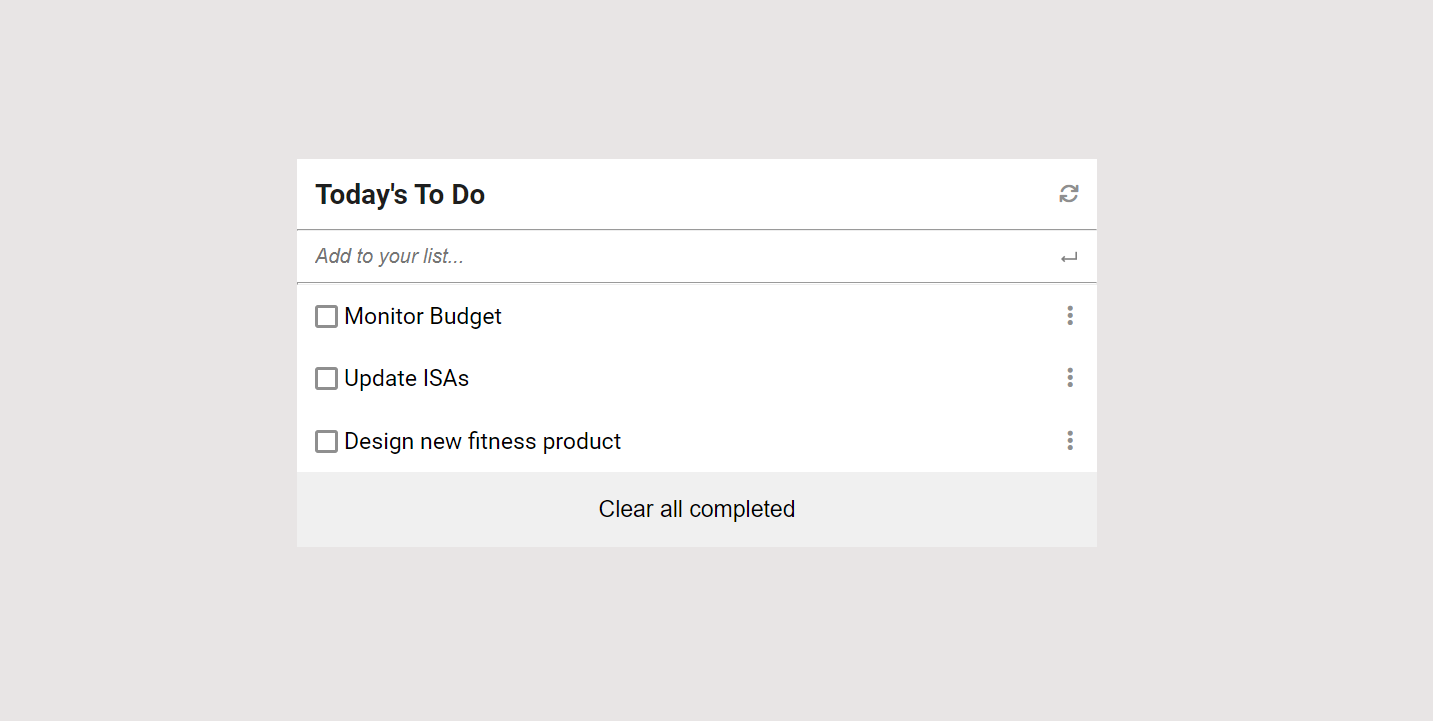 Today's To Do
Add to your list...
Monitor Budget
Update ISAs
Design new fitness product
Clear all completed